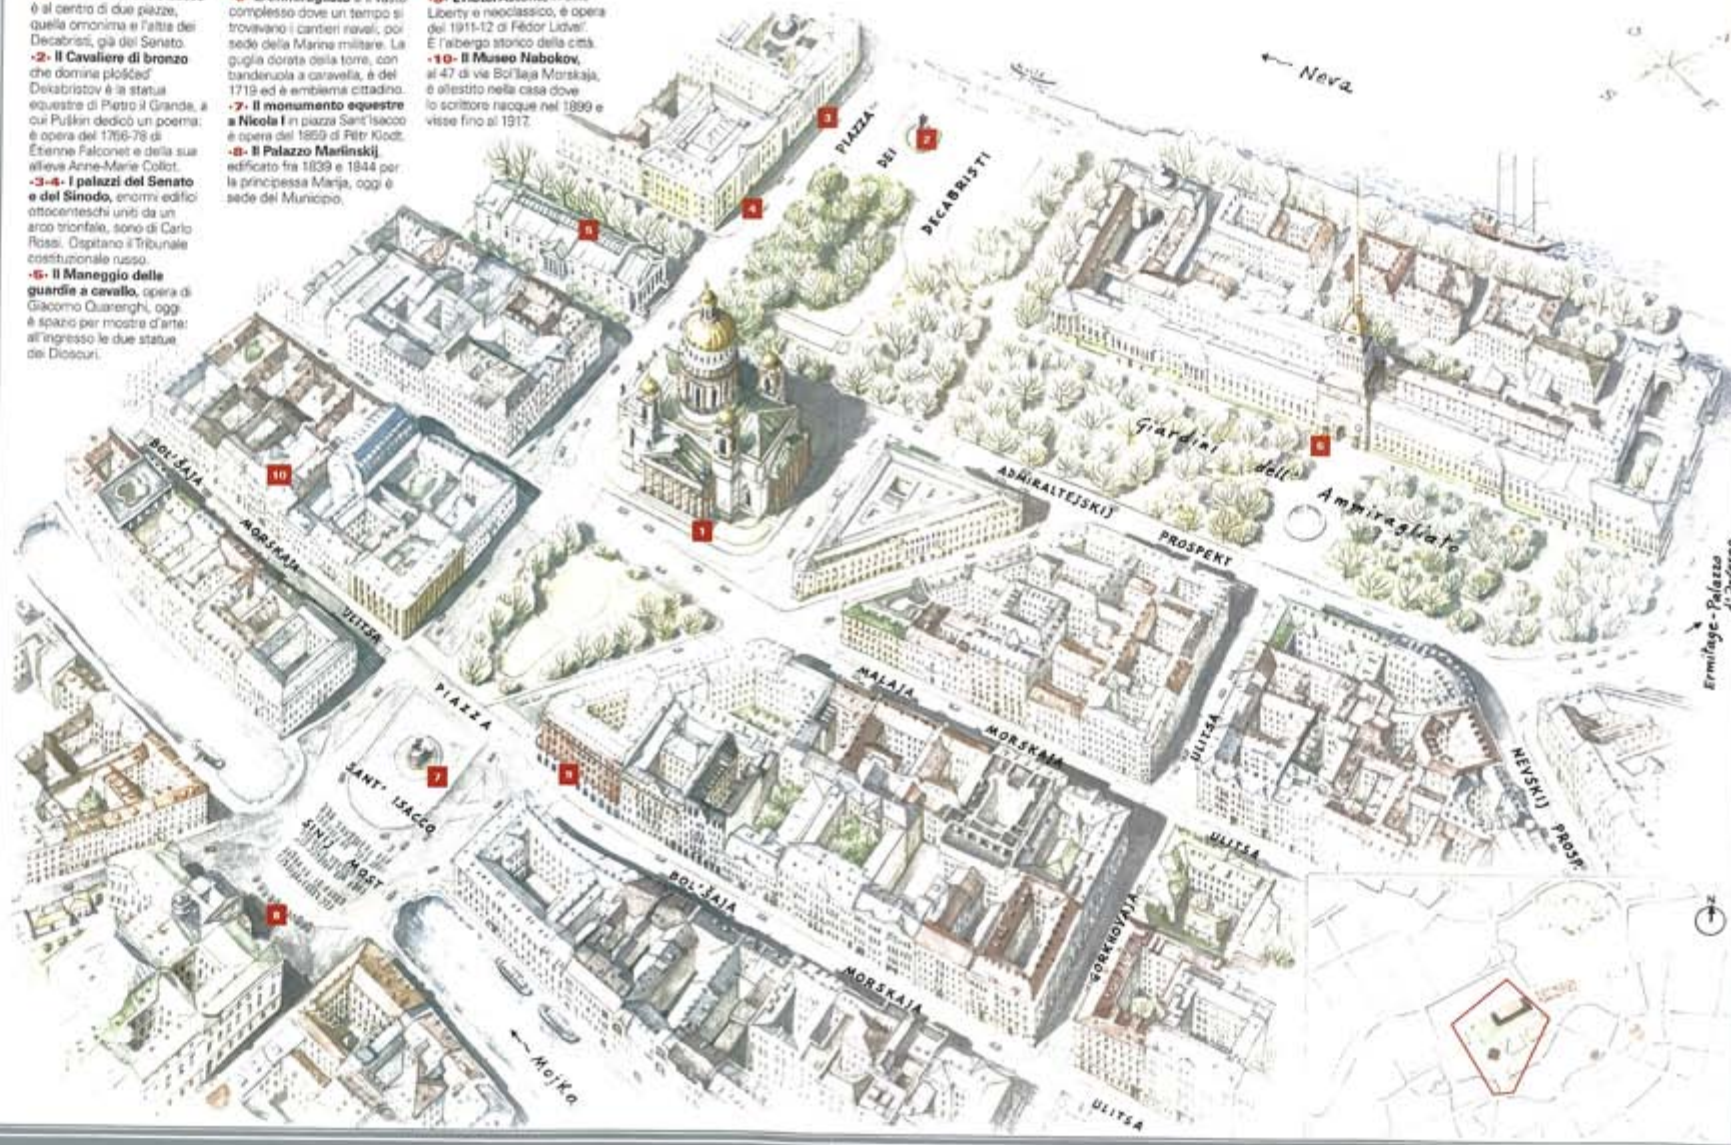 è al centro di due piazze,
quella omonima e l'altra dei
Decabristi, già del Senato.
-2- Il Cavaliere di bronzo
che domina ploščad'
Dekabristov è la statua
equestre di Pietro il Grande, a
cui Puškin dedicò un poema:
è opera del 1766-78 di
Étienne Falconet e della sua
allieva Anne-Marie Collot.
-3-4- I palazzi del Senato
e del Sinodo, enormi edifici
ottocenteschi uniti da un
arco trionfale, sono di Carlo
Rossi. Ospitano il Tribunale
costituzionale russo.
-5- Il Maneggio delle
guardie a cavallo, opera di
Giacomo Quarenghi, oggi
è spazio per mostre d'arte:
all'ingresso le due statue
dei Dioscuri.
complesso dove un tempo si
trovavano i cantieri navali, poi
sede della Marina militare. La
guglia dorata della torre, con
banderuola a caravella, è del
1719 ed è emblema cittadino.
-7- Il monumento equestre
a Nicola I in piazza Sant'Isacco
è opera del 1859 di Pëtr Klodt.
-8- Il Palazzo Mariinskij,
edificato fra 1839 e 1844 per
la principessa Marija, oggi è
sede del Municipio.
Liberty e neoclassico, è opera
del 1911-12 di Fëdor Lidval'.
È l'albergo storico della città.
-10- Il Museo Nabokov,
al 47 di via Bol'šaja Morskaja,
è allestito nella casa dove
lo scrittore nacque nel 1899 e
visse fino al 1917.
← Neva
O
S
E
3
2
PIAZZA
DEI
DECABRISTI
4
5
6
Giardini
dell'
Ammiragliato
10
BOL'ŠAJA
MORSKAJA
ULITSA
1
ADMIRALTEJSKIJ
PROSPEKT
Ermitage-Palazzo
PIAZZA
SANT' ISACCO
7
9
MALAJA
MORSKAJA
ULITSA
ULITSA
NEVSKIJ PROSP.
SINIJ MOST
8
BOL'ŠAJA
MORSKAJA
ULITSA
GOROKHOVAJA
← Mojka
N